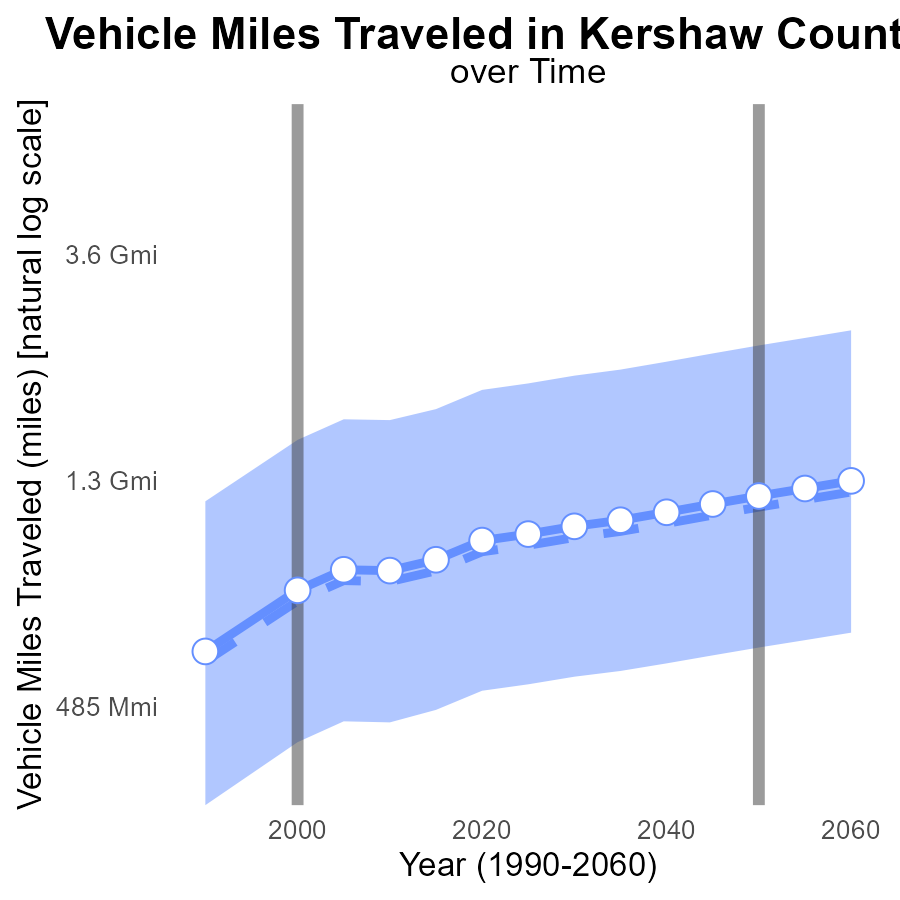 Vehicle Miles Traveled in Kershaw Count
over Time
Vehicle Miles Traveled (miles) [natural log scale]
3.6 Gmi
1.3 Gmi
485 Mmi
2000 2020 2040 2060
Year (1990-2060)